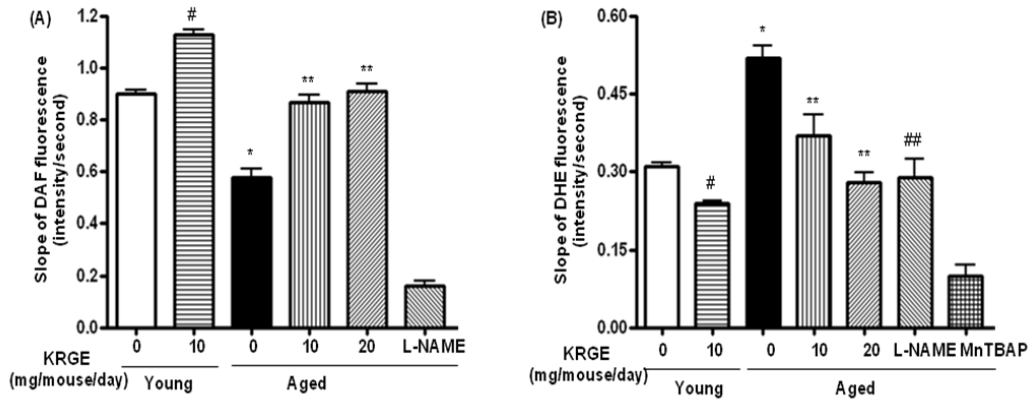 (A)
Slope of DAF fluorescence
(intensity/second)
1.2
1.0
0.8
0.6
0.4
0.2
0.0
#
*
**
**
0 10 0 10 20 L-NAME
KRGE
(mg/mouse/day)
Young Aged
(B)
Slope of DHE fluorescence
(intensity/second)
0.60
0.45
0.30
0.15
0.00
#
*
**
**
##
0 10 0 10 20 L-NAME MnTBAP
KRGE
(mg/mouse/day)
Young Aged